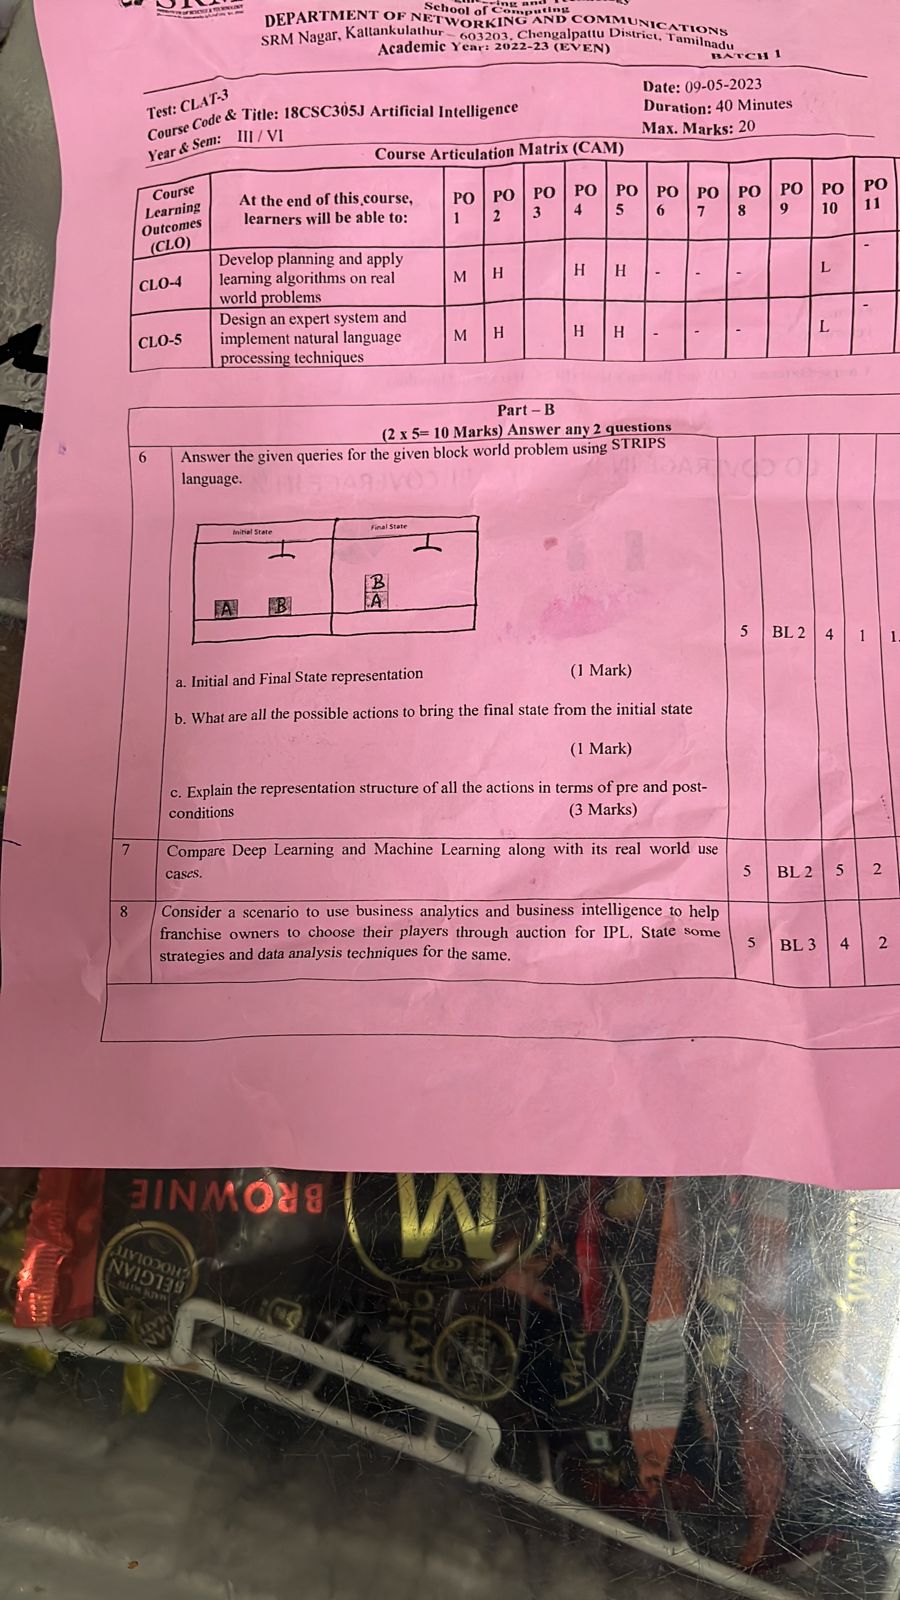 School of Computing
DEPARTMENT OF NETWORKING AND COMMUNICATIONS
SRM Nagar, Kattankulathur – 603203, Chengalpattu District, Tamilnadu
Academic Year: 2022-23 (EVEN)
BATCH 1
Test: CLAT-3
Date: 09-05-2023
Course Code & Title: 18CSC305J Artificial Intelligence
Duration: 40 Minutes
Year & Sem: III / VI
Max. Marks: 20
Course Articulation Matrix (CAM)
Course Learning Outcomes (CLO) At the end of this course, learners will be able to: PO 1 PO 2 PO 3 PO 4 PO 5 PO 6 PO 7 PO 8 PO 9 PO 10 PO 11
CLO-4 Develop planning and apply learning algorithms on real world problems M H H H - - - L -
CLO-5 Design an expert system and implement natural language processing techniques M H H H - - - L -
Part – B
(2 x 5= 10 Marks) Answer any 2 questions
6 Answer the given queries for the given block world problem using STRIPS
language.
Initial State Final State
A B
B
A
5 BL 2 4 1 1.
a. Initial and Final State representation (1 Mark)
b. What are all the possible actions to bring the final state from the initial state
(1 Mark)
c. Explain the representation structure of all the actions in terms of pre and post-
conditions (3 Marks)
7 Compare Deep Learning and Machine Learning along with its real world use
cases.
5 BL 2 5 2
8 Consider a scenario to use business analytics and business intelligence to help
franchise owners to choose their players through auction for IPL. State some
strategies and data analysis techniques for the same.
5 BL 3 4 2
BROWNIE
BELGIAN
CHOCOLATE